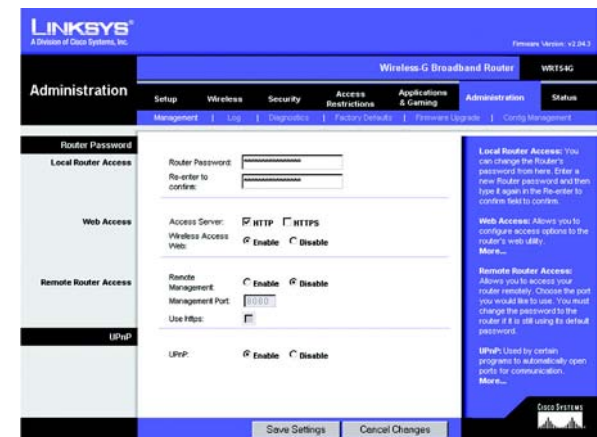 LINKSYS®
A Division of Cisco Systems, Inc.
Firmware Version: v2.04.3
Wireless-G Broadband Router WRT54G
Administration
Setup Wireless Security Access Restrictions Applications & Gaming Administration Status
Management | Log | Diagnostics | Factory Defaults | Firmware Upgrade | Config Management
Router Password
Local Router Access
Router Password:
Re-enter to
confirm:
Web Access
Access Server: HTTP HTTPS
Wireless Access
Web: Enable Disable
Remote Router Access
Remote
Management: Enable Disable
Management Port: 8080
Use https:
UPnP
UPnP: Enable Disable
Save Settings Cancel Changes
Local Router Access: You
can change the Router's
password from here. Enter a
new Router password and then
type it again in the Re-enter to
confirm field to confirm.
Web Access: Allows you to
configure access options to the
router's web utility.
More...
Remote Router Access:
Allows you to access your
router remotely. Choose the port
you would like to use. You must
change the password to the
router if it is still using its default
password.
UPnP: Used by certain
programs to automatically open
ports for communication.
More...
CISCO SYSTEMS